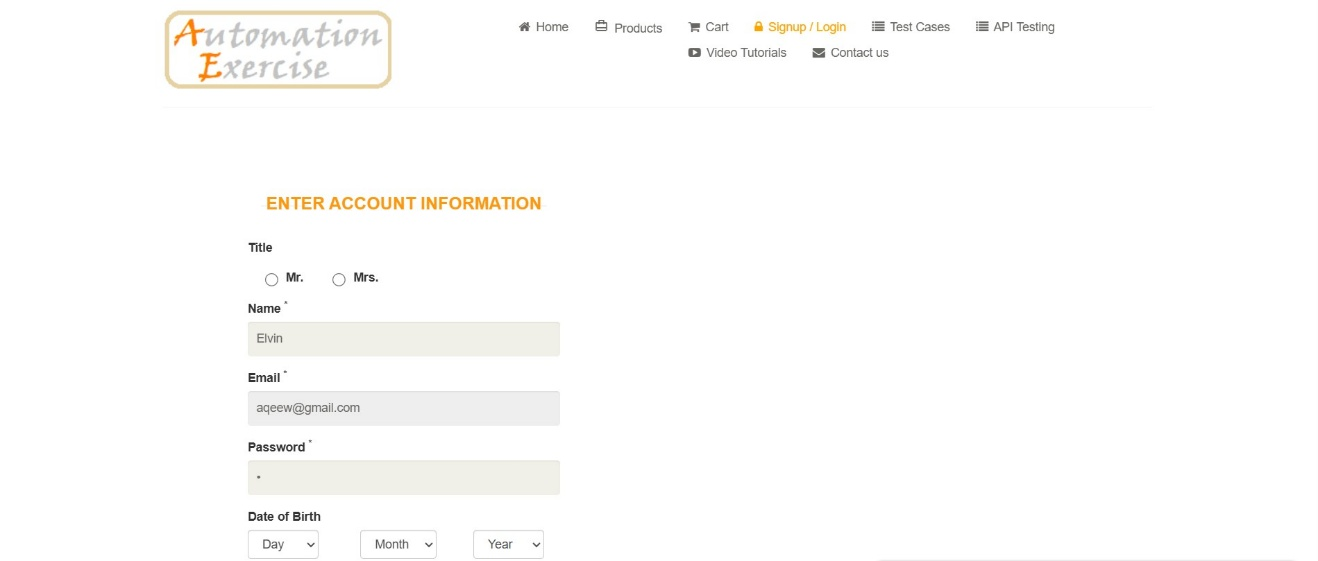 Automation
Exercise
Home Products Cart Signup / Login Test Cases API Testing
Video Tutorials Contact us
ENTER ACCOUNT INFORMATION
Title
Mr. Mrs.
Name *
Elvin
Email *
aqeew@gmail.com
Password *
•
Date of Birth
Day Month Year